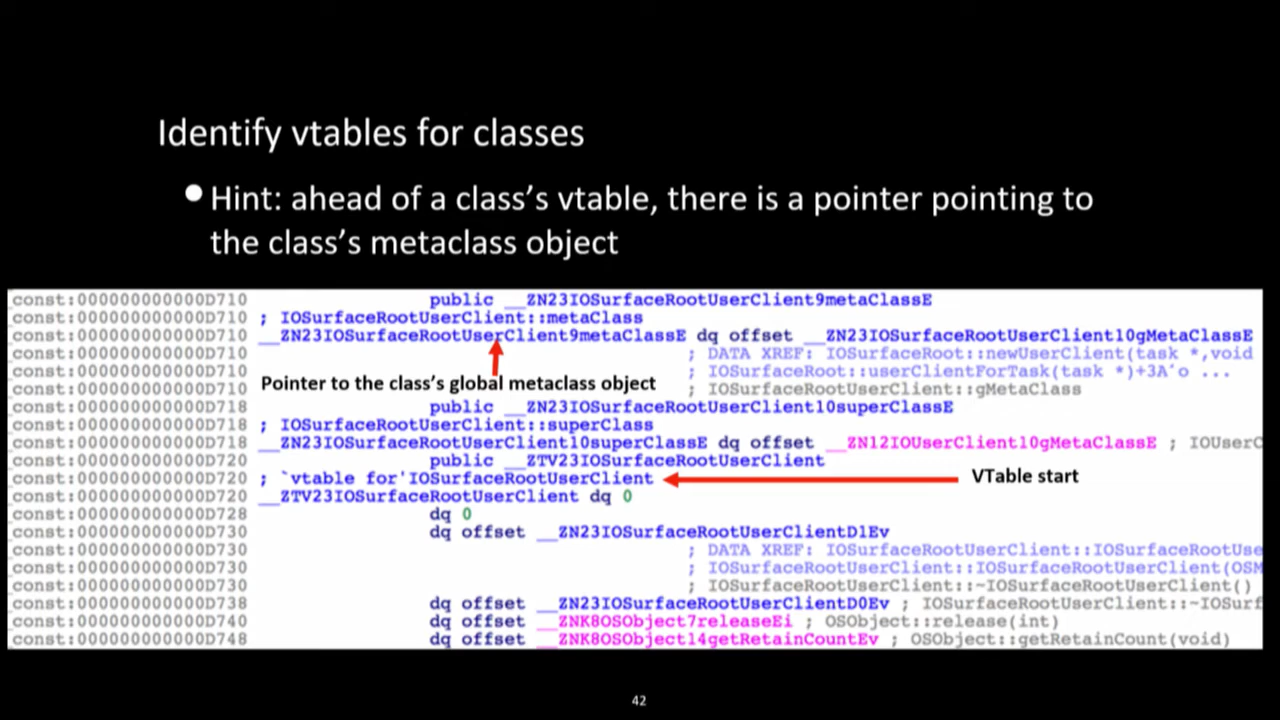 Identify vtables for classes
Hint: ahead of a class's vtable, there is a pointer pointing to
the class's metaclass object
const:000000000000D710 public __ZN23IOSurfaceRootUserClient9metaClassE
const:000000000000D710 ; IOSurfaceRootUserClient::metaClass
const:000000000000D710 __ZN23IOSurfaceRootUserClient9metaClassE dq offset __ZN23IOSurfaceRootUserClient10gMetaClassE
const:000000000000D710 ; DATA XREF: IOSurfaceRoot::newUserClient(task *,void
const:000000000000D710 ; IOSurfaceRoot::userClientForTask(task *)+3A↑o ...
const:000000000000D710 ; IOSurfaceRootUserClient::gMetaClass
Pointer to the class's global metaclass object
const:000000000000D718 public __ZN23IOSurfaceRootUserClient10superClassE
const:000000000000D718 ; IOSurfaceRootUserClient::superClass
const:000000000000D718 __ZN23IOSurfaceRootUserClient10superClassE dq offset __ZN12IOUserClient10gMetaClassE ; IOUserC
const:000000000000D720 public __ZTV23IOSurfaceRootUserClient
const:000000000000D720 ; `vtable for'IOSurfaceRootUserClient
VTable start
const:000000000000D720 __ZTV23IOSurfaceRootUserClient dq 0
const:000000000000D728 dq 0
const:000000000000D730 dq offset __ZN23IOSurfaceRootUserClientD1Ev
const:000000000000D730 ; DATA XREF: IOSurfaceRootUserClient::IOSurfaceRootUse
const:000000000000D730 ; IOSurfaceRootUserClient::IOSurfaceRootUserClient(OSM
const:000000000000D730 ; IOSurfaceRootUserClient::~IOSurfaceRootUserClient()
const:000000000000D738 dq offset __ZN23IOSurfaceRootUserClientD0Ev ; IOSurfaceRootUserClient::~IOSurf
const:000000000000D740 dq offset __ZNK8OSObject7releaseEi ; OSObject::release(int)
const:000000000000D748 dq offset __ZNK8OSObject14getRetainCountEv ; OSObject::getRetainCount(void)
42